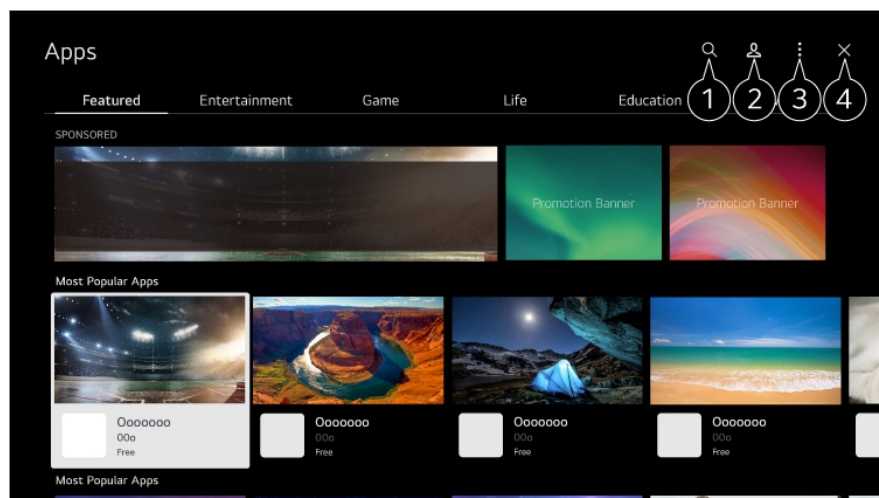 Apps
1 2 3 4
Featured Entertainment Game Life Education
SPONSORED
Promotion Banner Promotion Banner
Most Popular Apps
Ooooooo Ooooooo Ooooooo Ooooooo
00o 00o 00o 00o
Free Free Free Free
Most Popular Apps